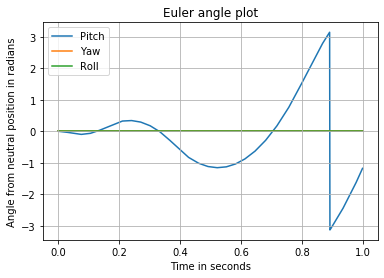 Euler angle plot
Pitch
Yaw
Roll
3
2
1
0
−1
−2
−3
Angle from neutral position in radians
0.0 0.2 0.4 0.6 0.8 1.0
Time in seconds